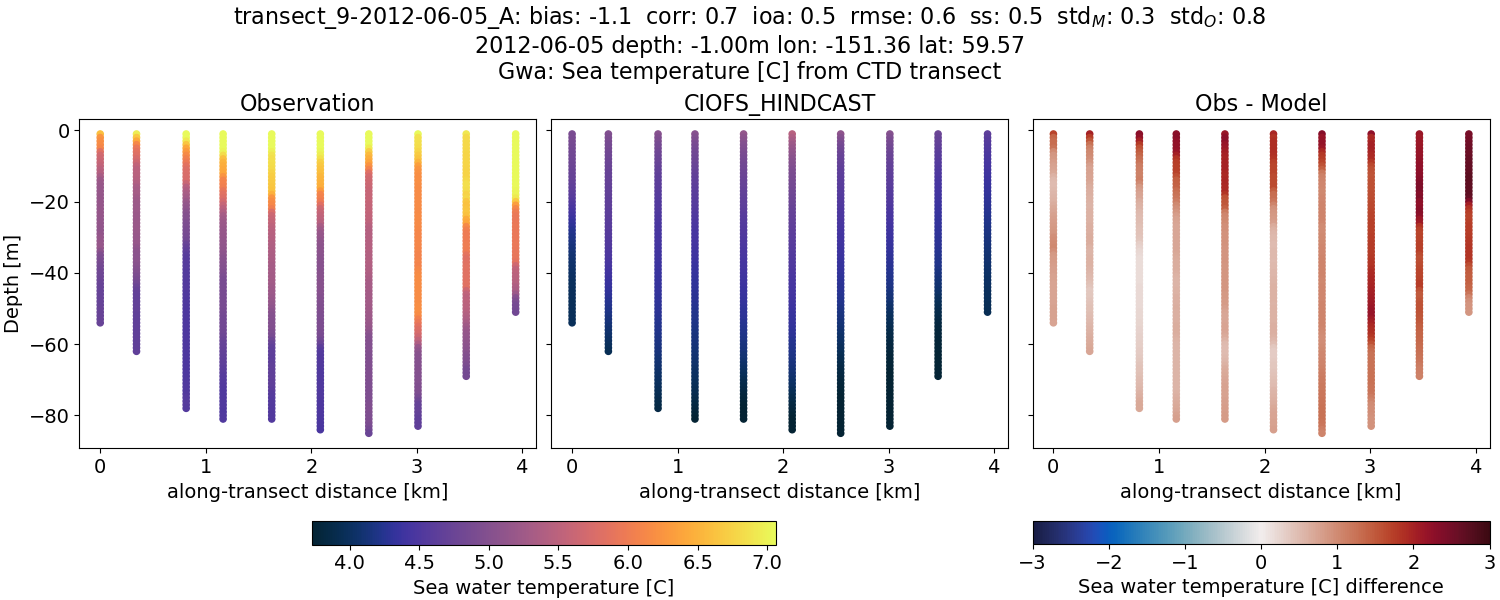 transect_9-2012-06-05_A: bias: -1.1  corr: 0.7  ioa: 0.5  rmse: 0.6  ss: 0.5  std_M: 0.3  std_O: 0.8
2012-06-05 depth: -1.00m lon: -151.36 lat: 59.57
Gwa: Sea temperature [C] from CTD transect
Observation
CIOFS_HINDCAST
Obs - Model
Depth [m]
0
−20
−40
−60
−80
0 1 2 3 4
0 1 2 3 4
0 1 2 3 4
along-transect distance [km]
along-transect distance [km]
along-transect distance [km]
4.0 4.5 5.0 5.5 6.0 6.5 7.0
Sea water temperature [C]
−3 −2 −1 0 1 2 3
Sea water temperature [C] difference